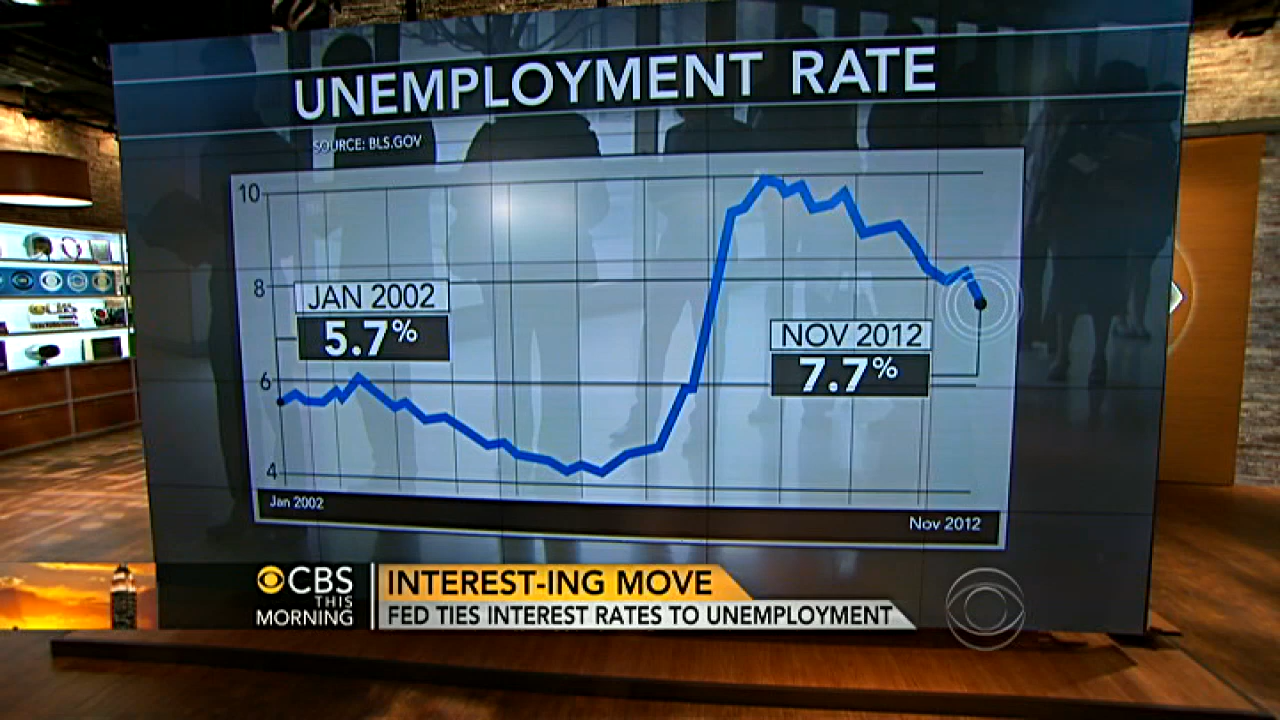 UNEMPLOYMENT RATE
SOURCE: BLS.GOV
10
8
6
4
JAN 2002
5.7%
NOV 2012
7.7%
Jan 2002
Nov 2012
CBS
THIS
MORNING
INTEREST-ING MOVE
FED TIES INTEREST RATES TO UNEMPLOYMENT